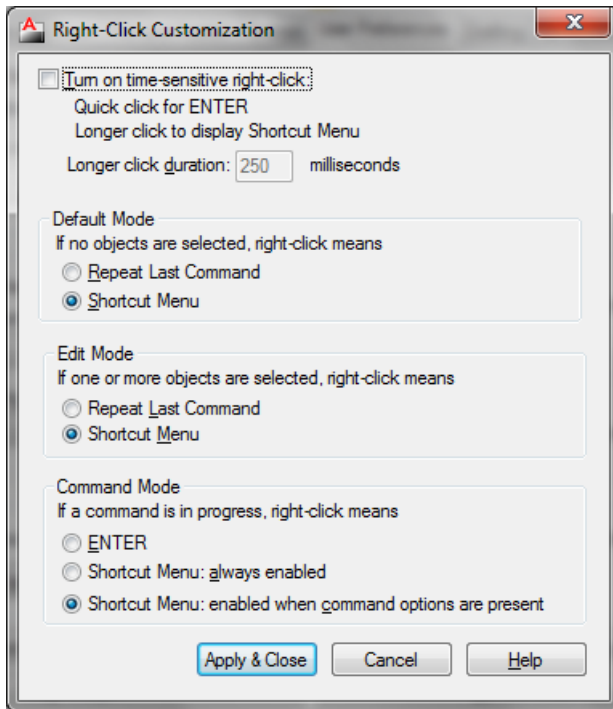 Right-Click Customization
Turn on time-sensitive right-click:
Quick click for ENTER
Longer click to display Shortcut Menu
Longer click duration: 250 milliseconds
Default Mode
If no objects are selected, right-click means
Repeat Last Command
Shortcut Menu
Edit Mode
If one or more objects are selected, right-click means
Repeat Last Command
Shortcut Menu
Command Mode
If a command is in progress, right-click means
ENTER
Shortcut Menu: always enabled
Shortcut Menu: enabled when command options are present
Apply & Close Cancel Help